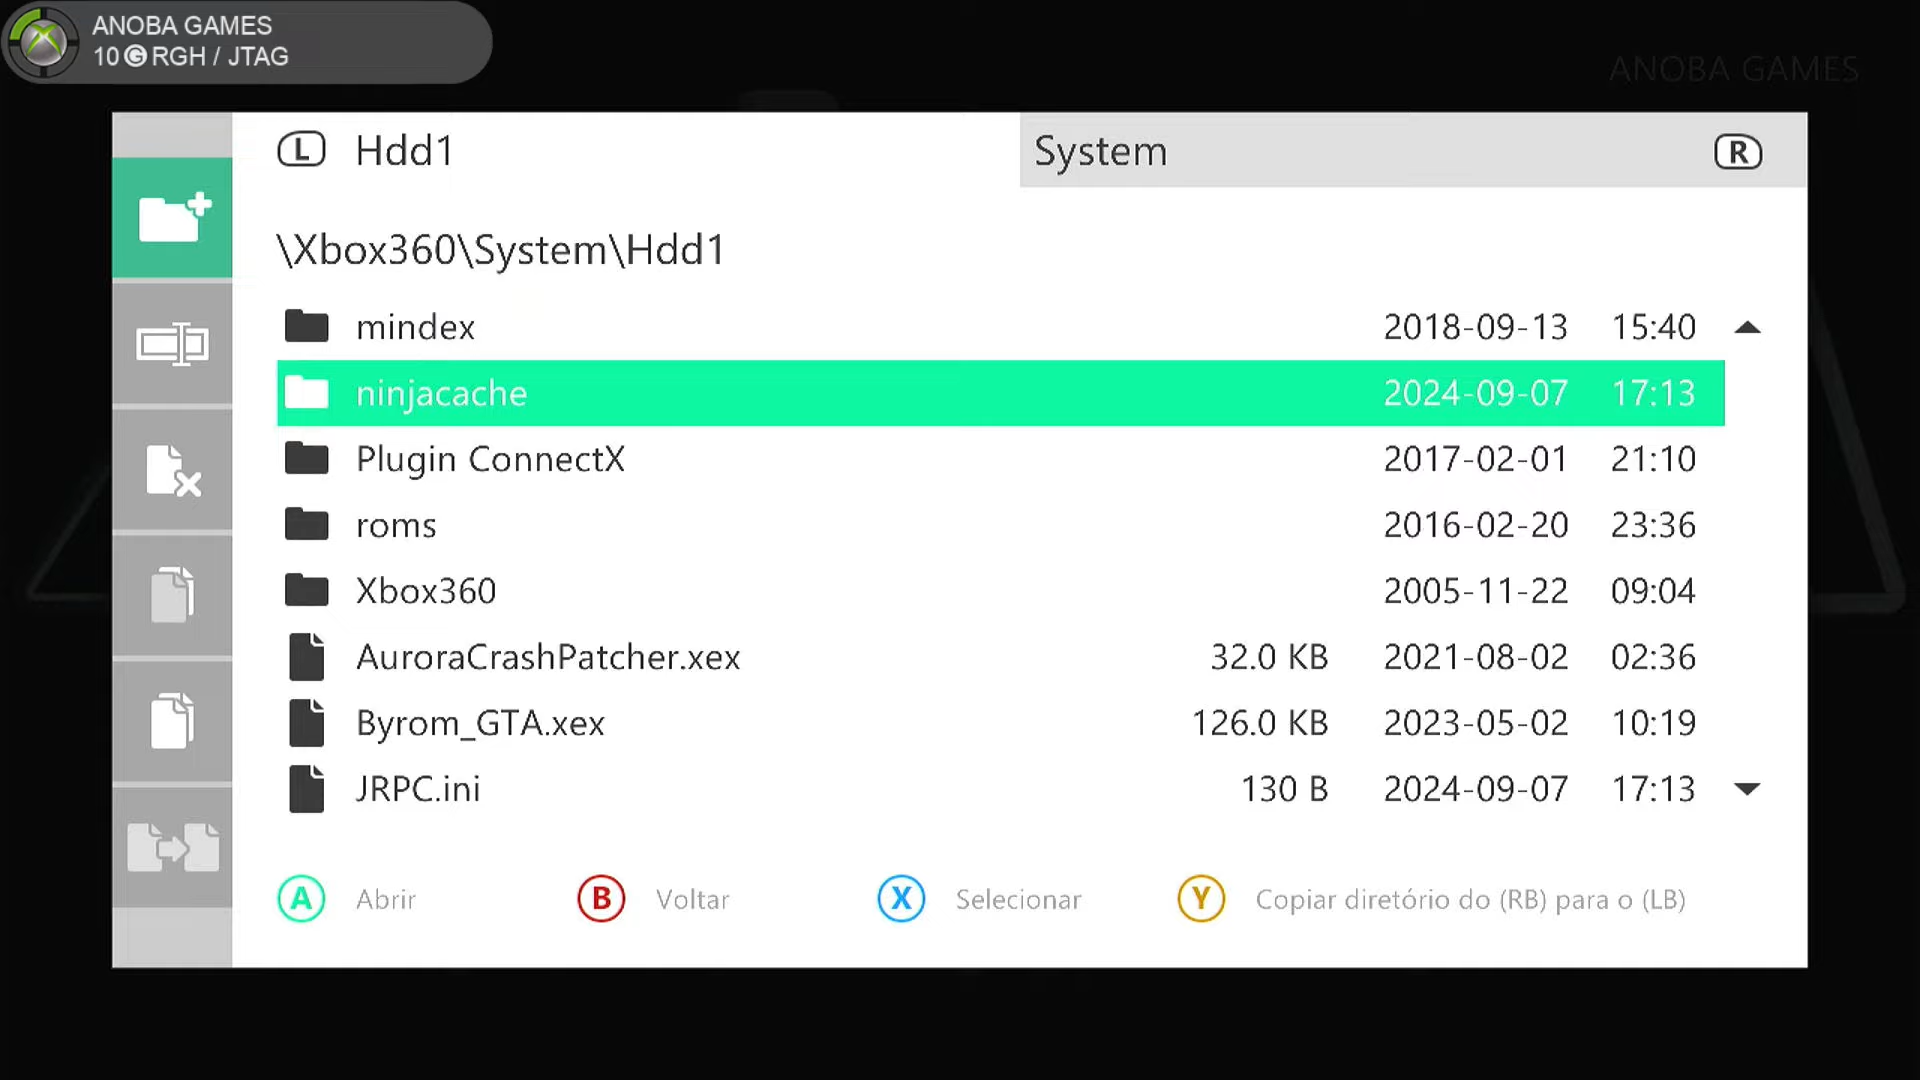 ANOBA GAMES
10 G RGH / JTAG
ANOBA GAMES
L Hdd1
System R
\Xbox360\System\Hdd1
mindex 2018-09-13 15:40
ninjacache 2024-09-07 17:13
Plugin ConnectX 2017-02-01 21:10
roms 2016-02-20 23:36
Xbox360 2005-11-22 09:04
AuroraCrashPatcher.xex 32.0 KB 2021-08-02 02:36
Byrom_GTA.xex 126.0 KB 2023-05-02 10:19
JRPC.ini 130 B 2024-09-07 17:13
A Abrir B Voltar X Selecionar Y Copiar diretório do (RB) para o (LB)